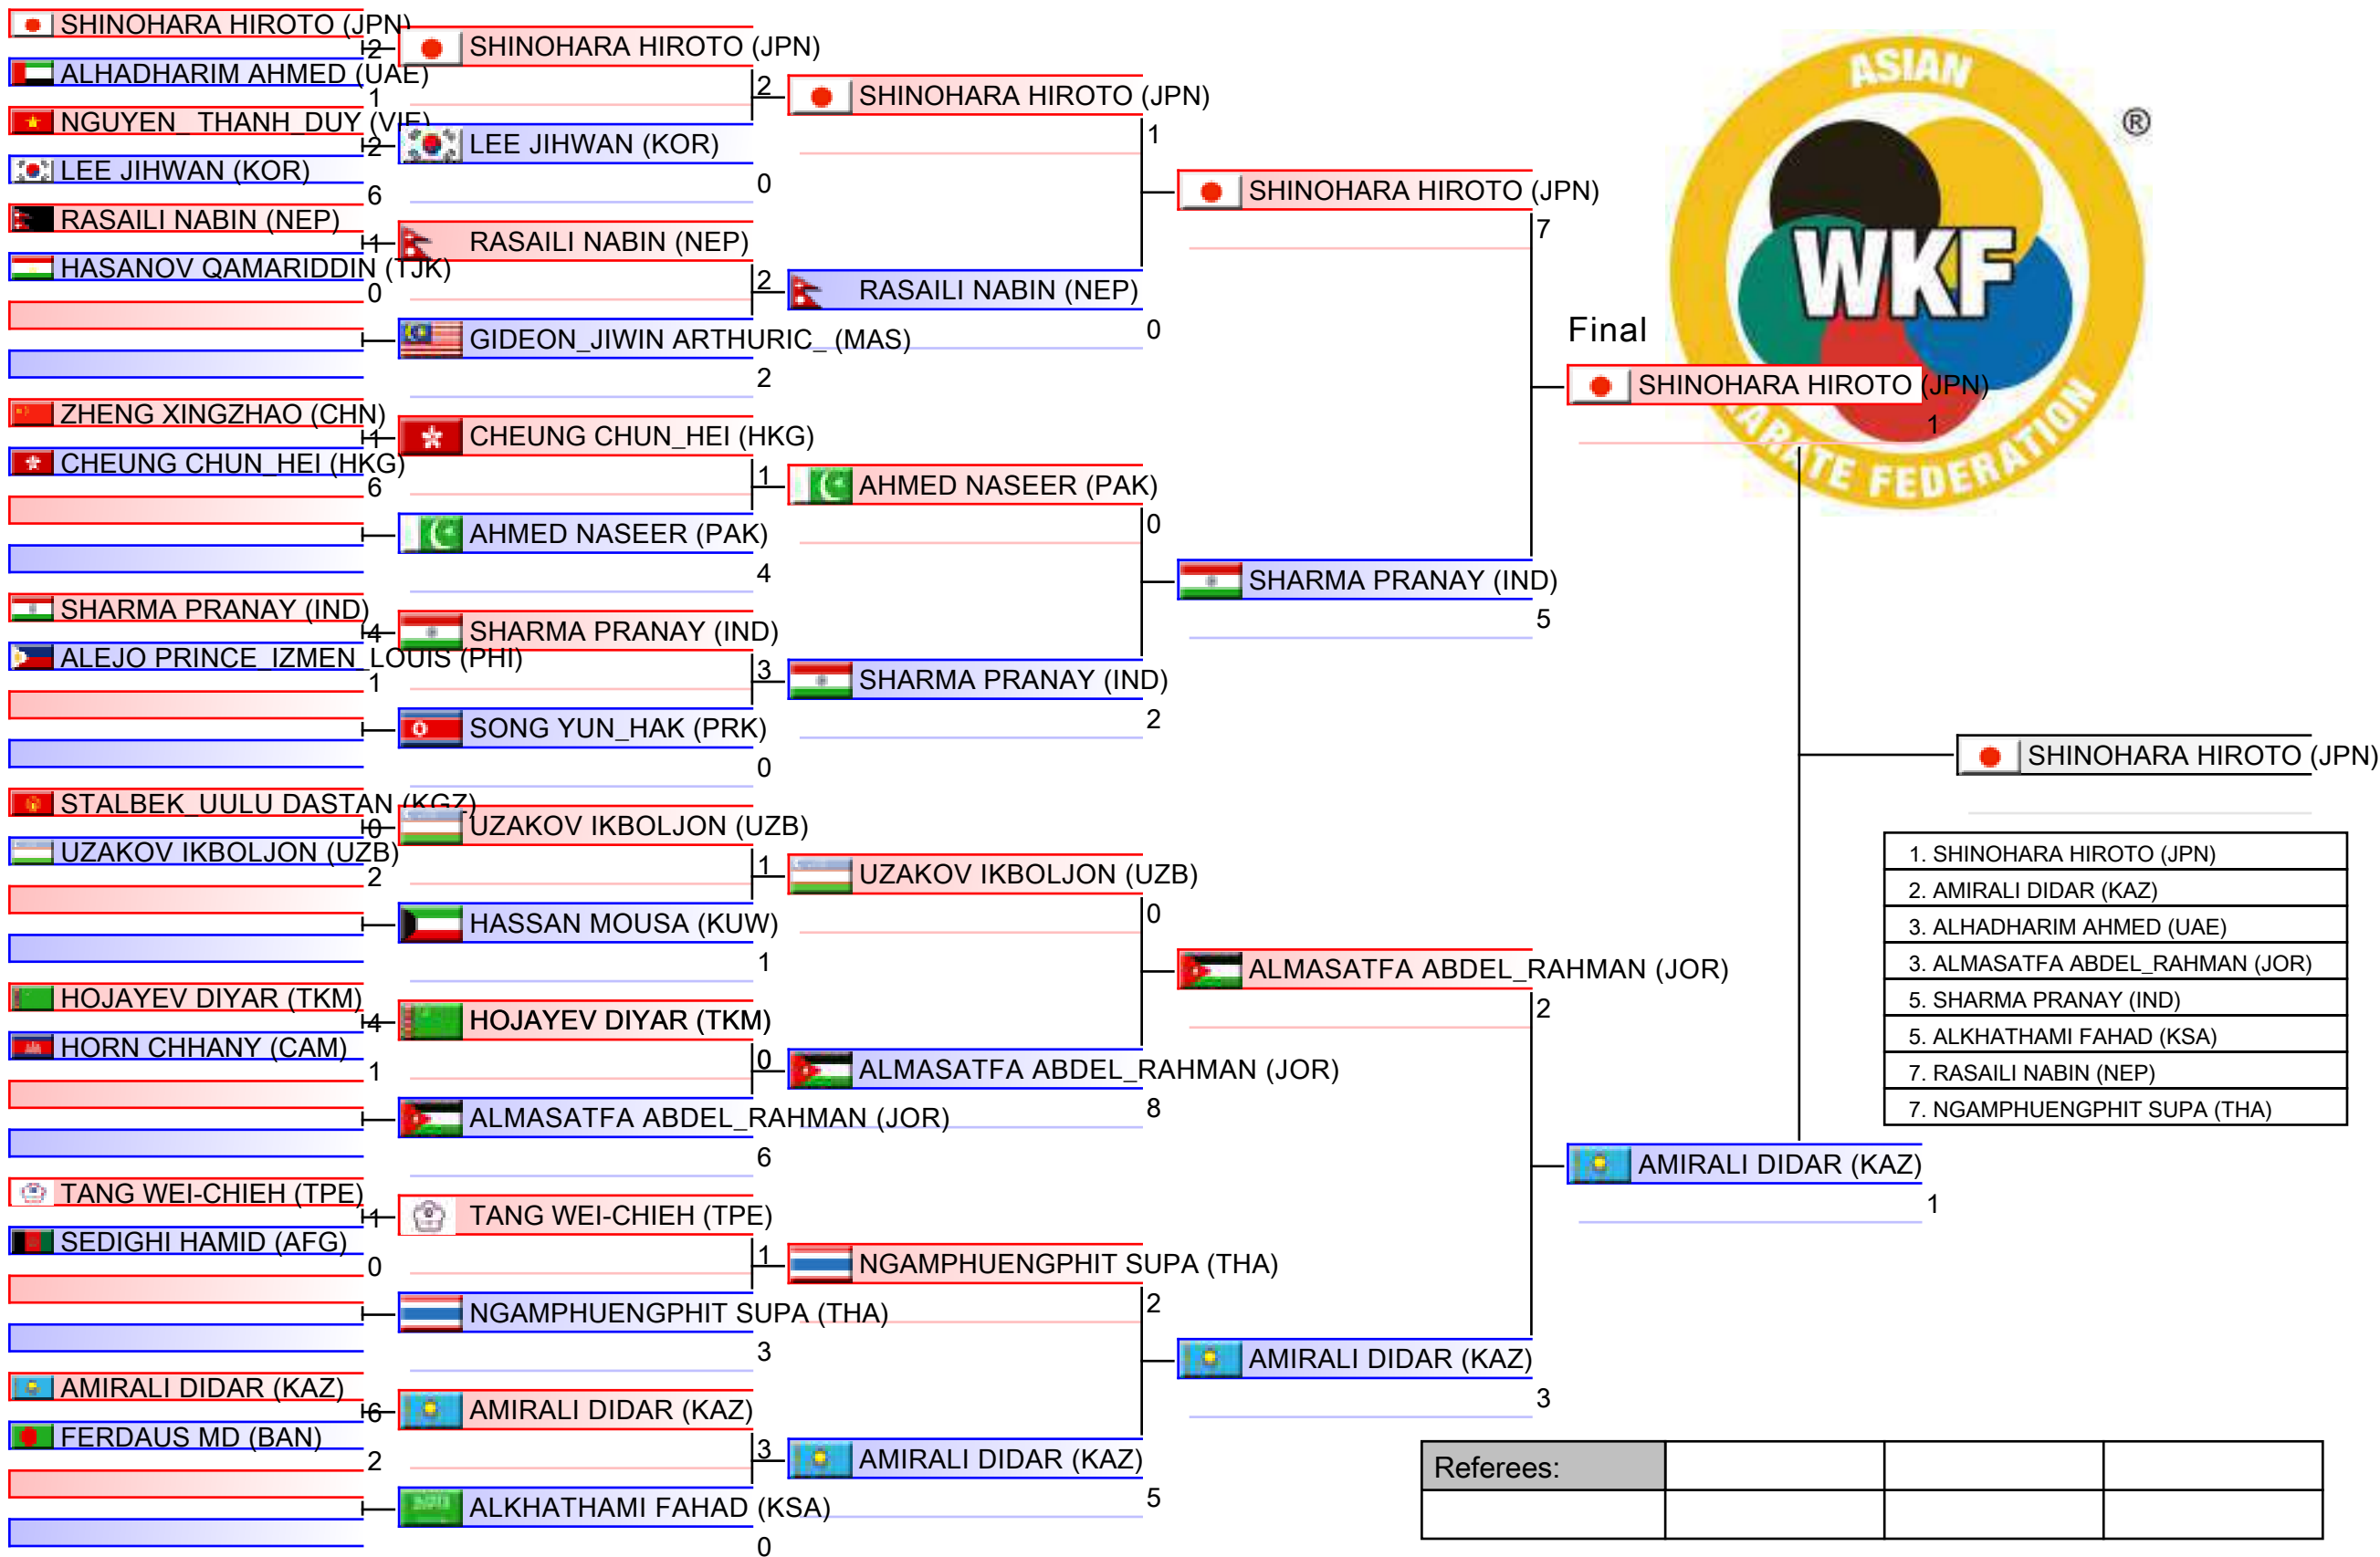 SHINOHARA HIROTO (JPN)
2
ALHADHARIM AHMED (UAE)
1
NGUYEN_ THANH_DUY (VIE)
2
LEE JIHWAN (KOR)
6
RASAILI NABIN (NEP)
1
HASANOV QAMARIDDIN (TJK)
0
ZHENG XINGZHAO (CHN)
1
CHEUNG CHUN_HEI (HKG)
6
SHARMA PRANAY (IND)
4
ALEJO PRINCE_IZMEN_LOUIS (PHI)
1
STALBEK_UULU DASTAN (KGZ)
0
UZAKOV IKBOLJON (UZB)
2
HOJAYEV DIYAR (TKM)
4
HORN CHHANY (CAM)
1
TANG WEI-CHIEH (TPE)
1
SEDIGHI HAMID (AFG)
0
AMIRALI DIDAR (KAZ)
6
FERDAUS MD (BAN)
2
SHINOHARA HIROTO (JPN)
2
LEE JIHWAN (KOR)
0
RASAILI NABIN (NEP)
2
GIDEON_JIWIN ARTHURIC_ (MAS)
2
CHEUNG CHUN_HEI (HKG)
1
AHMED NASEER (PAK)
4
SHARMA PRANAY (IND)
3
SONG YUN_HAK (PRK)
0
UZAKOV IKBOLJON (UZB)
1
HASSAN MOUSA (KUW)
1
HOJAYEV DIYAR (TKM)
0
ALMASATFA ABDEL_RAHMAN (JOR)
6
TANG WEI-CHIEH (TPE)
1
NGAMPHUENGPHIT SUPA (THA)
3
AMIRALI DIDAR (KAZ)
3
ALKHATHAMI FAHAD (KSA)
0
SHINOHARA HIROTO (JPN)
1
RASAILI NABIN (NEP)
0
AHMED NASEER (PAK)
0
SHARMA PRANAY (IND)
2
UZAKOV IKBOLJON (UZB)
0
ALMASATFA ABDEL_RAHMAN (JOR)
8
NGAMPHUENGPHIT SUPA (THA)
2
AMIRALI DIDAR (KAZ)
5
SHINOHARA HIROTO (JPN)
7
SHARMA PRANAY (IND)
5
ALMASATFA ABDEL_RAHMAN (JOR)
2
AMIRALI DIDAR (KAZ)
3
ASIAN
®
WKF
Final
SHINOHARA HIROTO (JPN)
1
FEDERATION
AMIRALI DIDAR (KAZ)
1
SHINOHARA HIROTO (JPN)
1. SHINOHARA HIROTO (JPN)
2. AMIRALI DIDAR (KAZ)
3. ALHADHARIM AHMED (UAE)
3. ALMASATFA ABDEL_RAHMAN (JOR)
5. SHARMA PRANAY (IND)
5. ALKHATHAMI FAHAD (KSA)
7. RASAILI NABIN (NEP)
7. NGAMPHUENGPHIT SUPA (THA)
Referees: